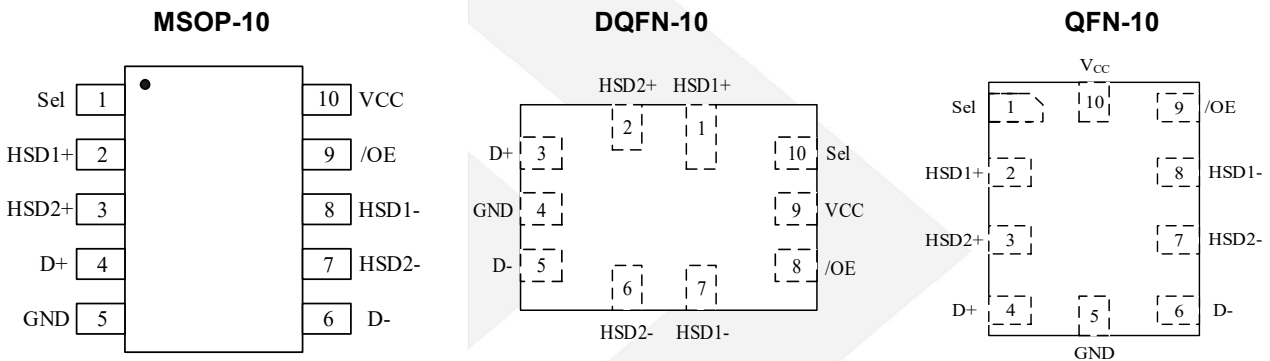 MSOP-10
Sel 1 10 VCC
HSD1+ 2 9 /OE
HSD2+ 3 8 HSD1-
D+ 4 7 HSD2-
GND 5 6 D-
DQFN-10
HSD2+ HSD1+
2 1
D+ 3 10 Sel
GND 4 9 VCC
D- 5 8 /OE
6 7
HSD2- HSD1-
QFN-10
VCC
Sel 1 10 9 /OE
HSD1+ 2 8 HSD1-
HSD2+ 3 7 HSD2-
D+ 4 5 6 D-
GND